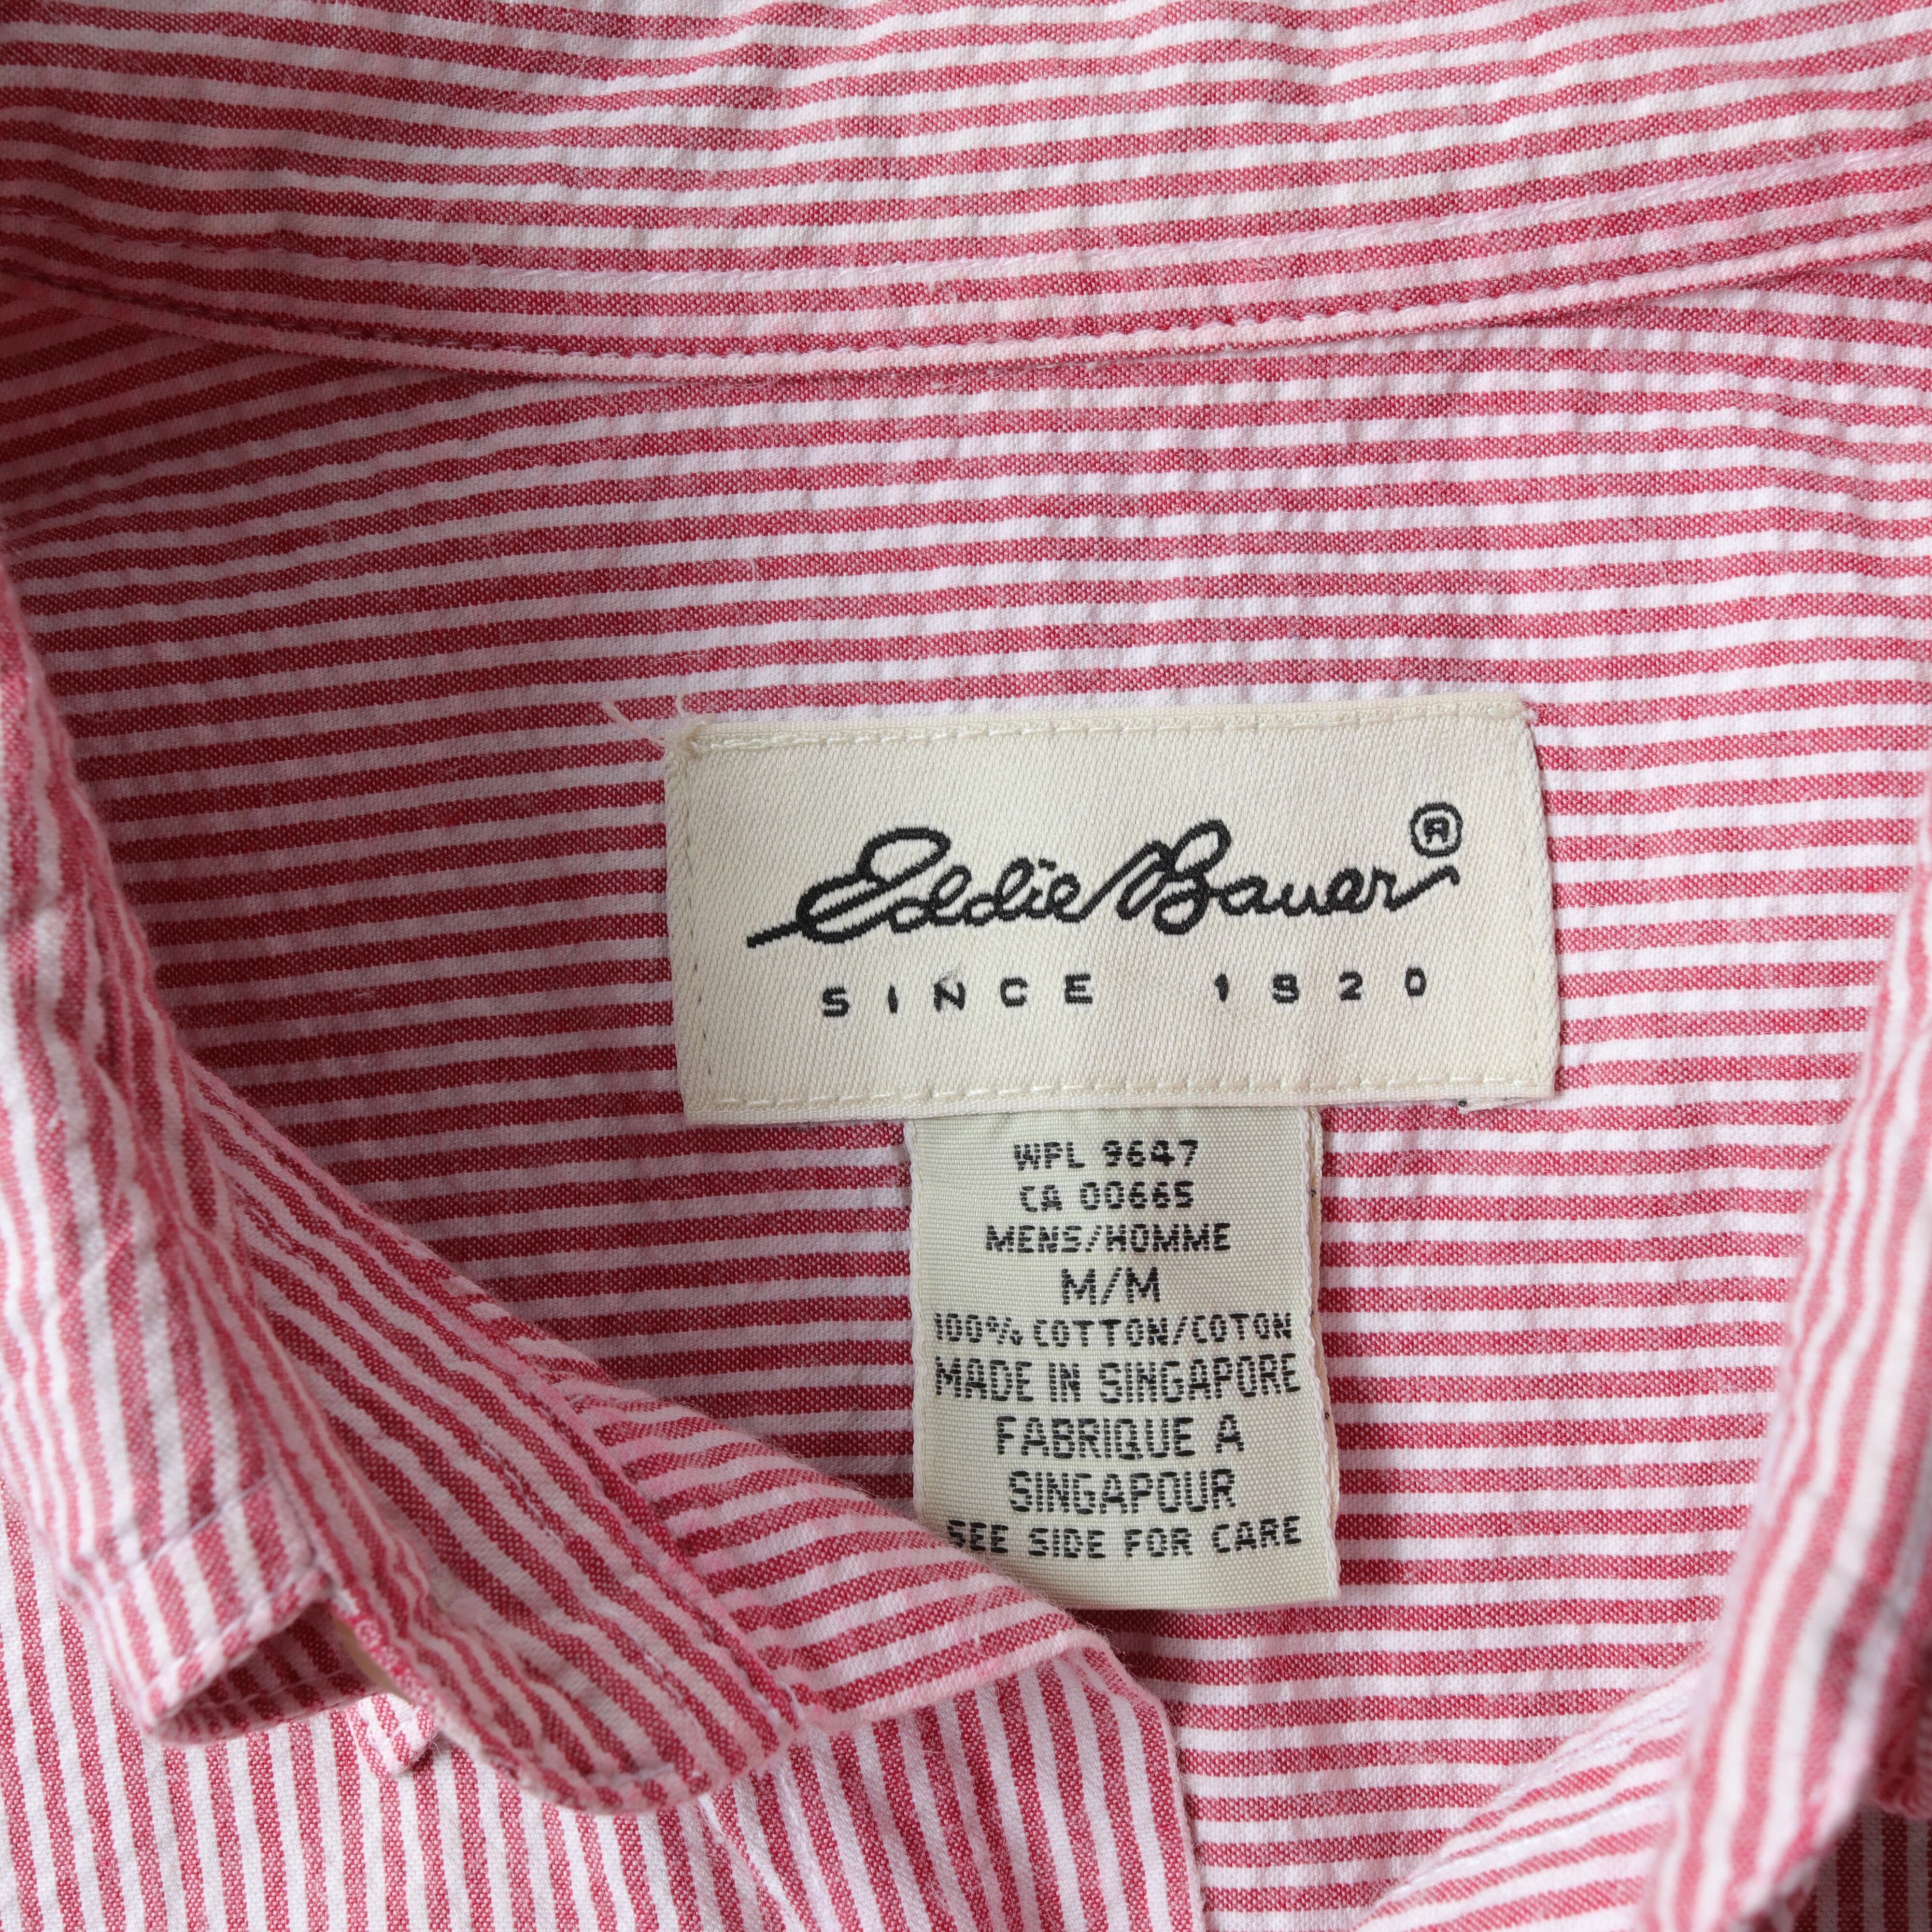 Eddie Bauer®
SINCE 1920
WPL 9647
CA 00665
MENS/HOMME
M/M
100% COTTON/COTON
MADE IN SINGAPORE
FABRIQUE A
SINGAPOUR
SEE SIDE FOR CARE